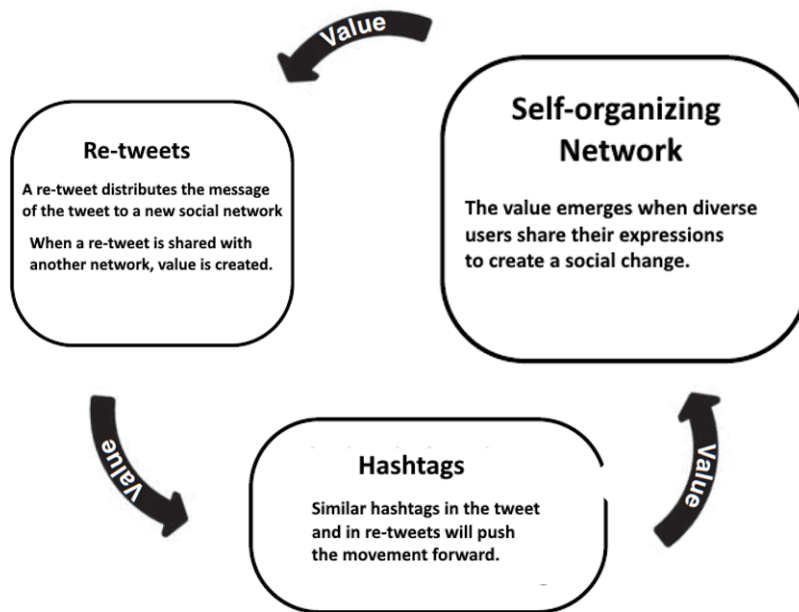 Value
Re-tweets
A re-tweet distributes the message
of the tweet to a new social network
When a re-tweet is shared with
another network, value is created.
Self-organizing
Network
The value emerges when diverse
users share their expressions
to create a social change.
Value
Hashtags
Similar hashtags in the tweet
and in re-tweets will push
the movement forward.
Value